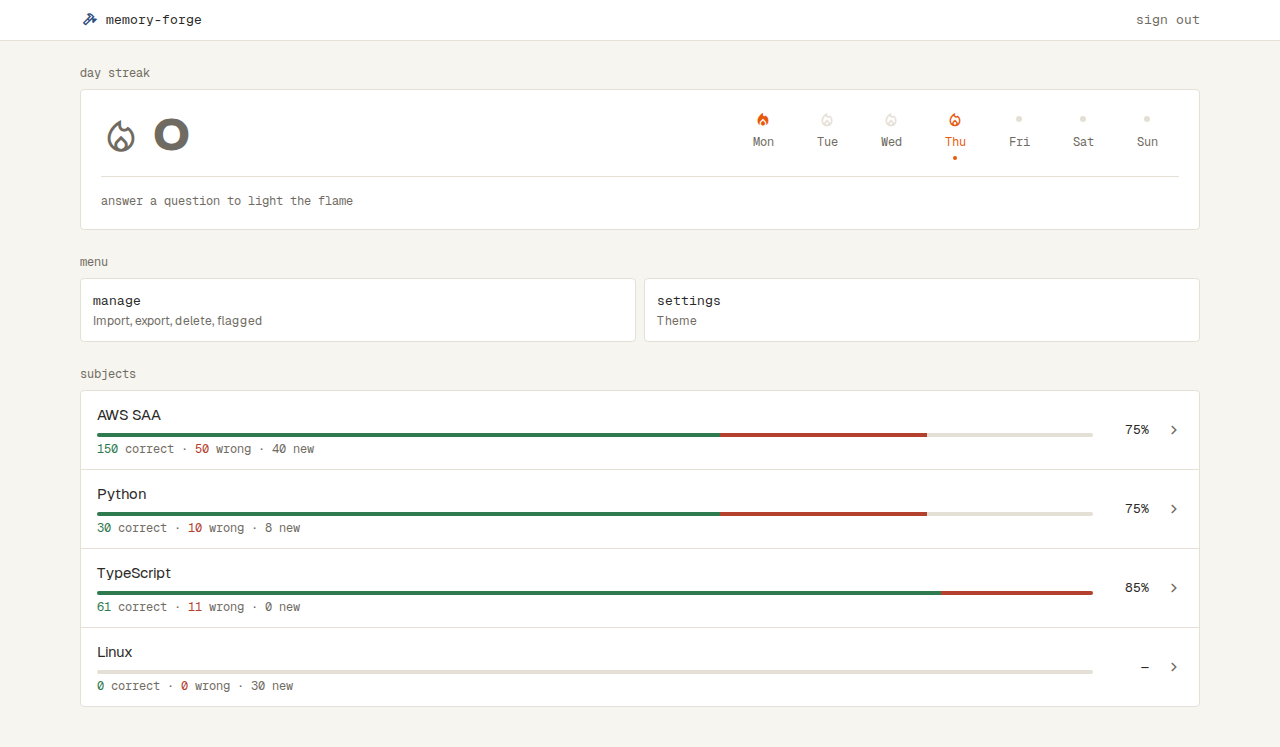 memory-forge
sign out
day streak
0
Mon Tue Wed Thu Fri Sat Sun
answer a question to light the flame
menu
manage
Import, export, delete, flagged
settings
Theme
subjects
AWS SAA
75%
150 correct · 50 wrong · 40 new
Python
75%
30 correct · 10 wrong · 8 new
TypeScript
85%
61 correct · 11 wrong · 0 new
Linux
–
0 correct · 0 wrong · 30 new